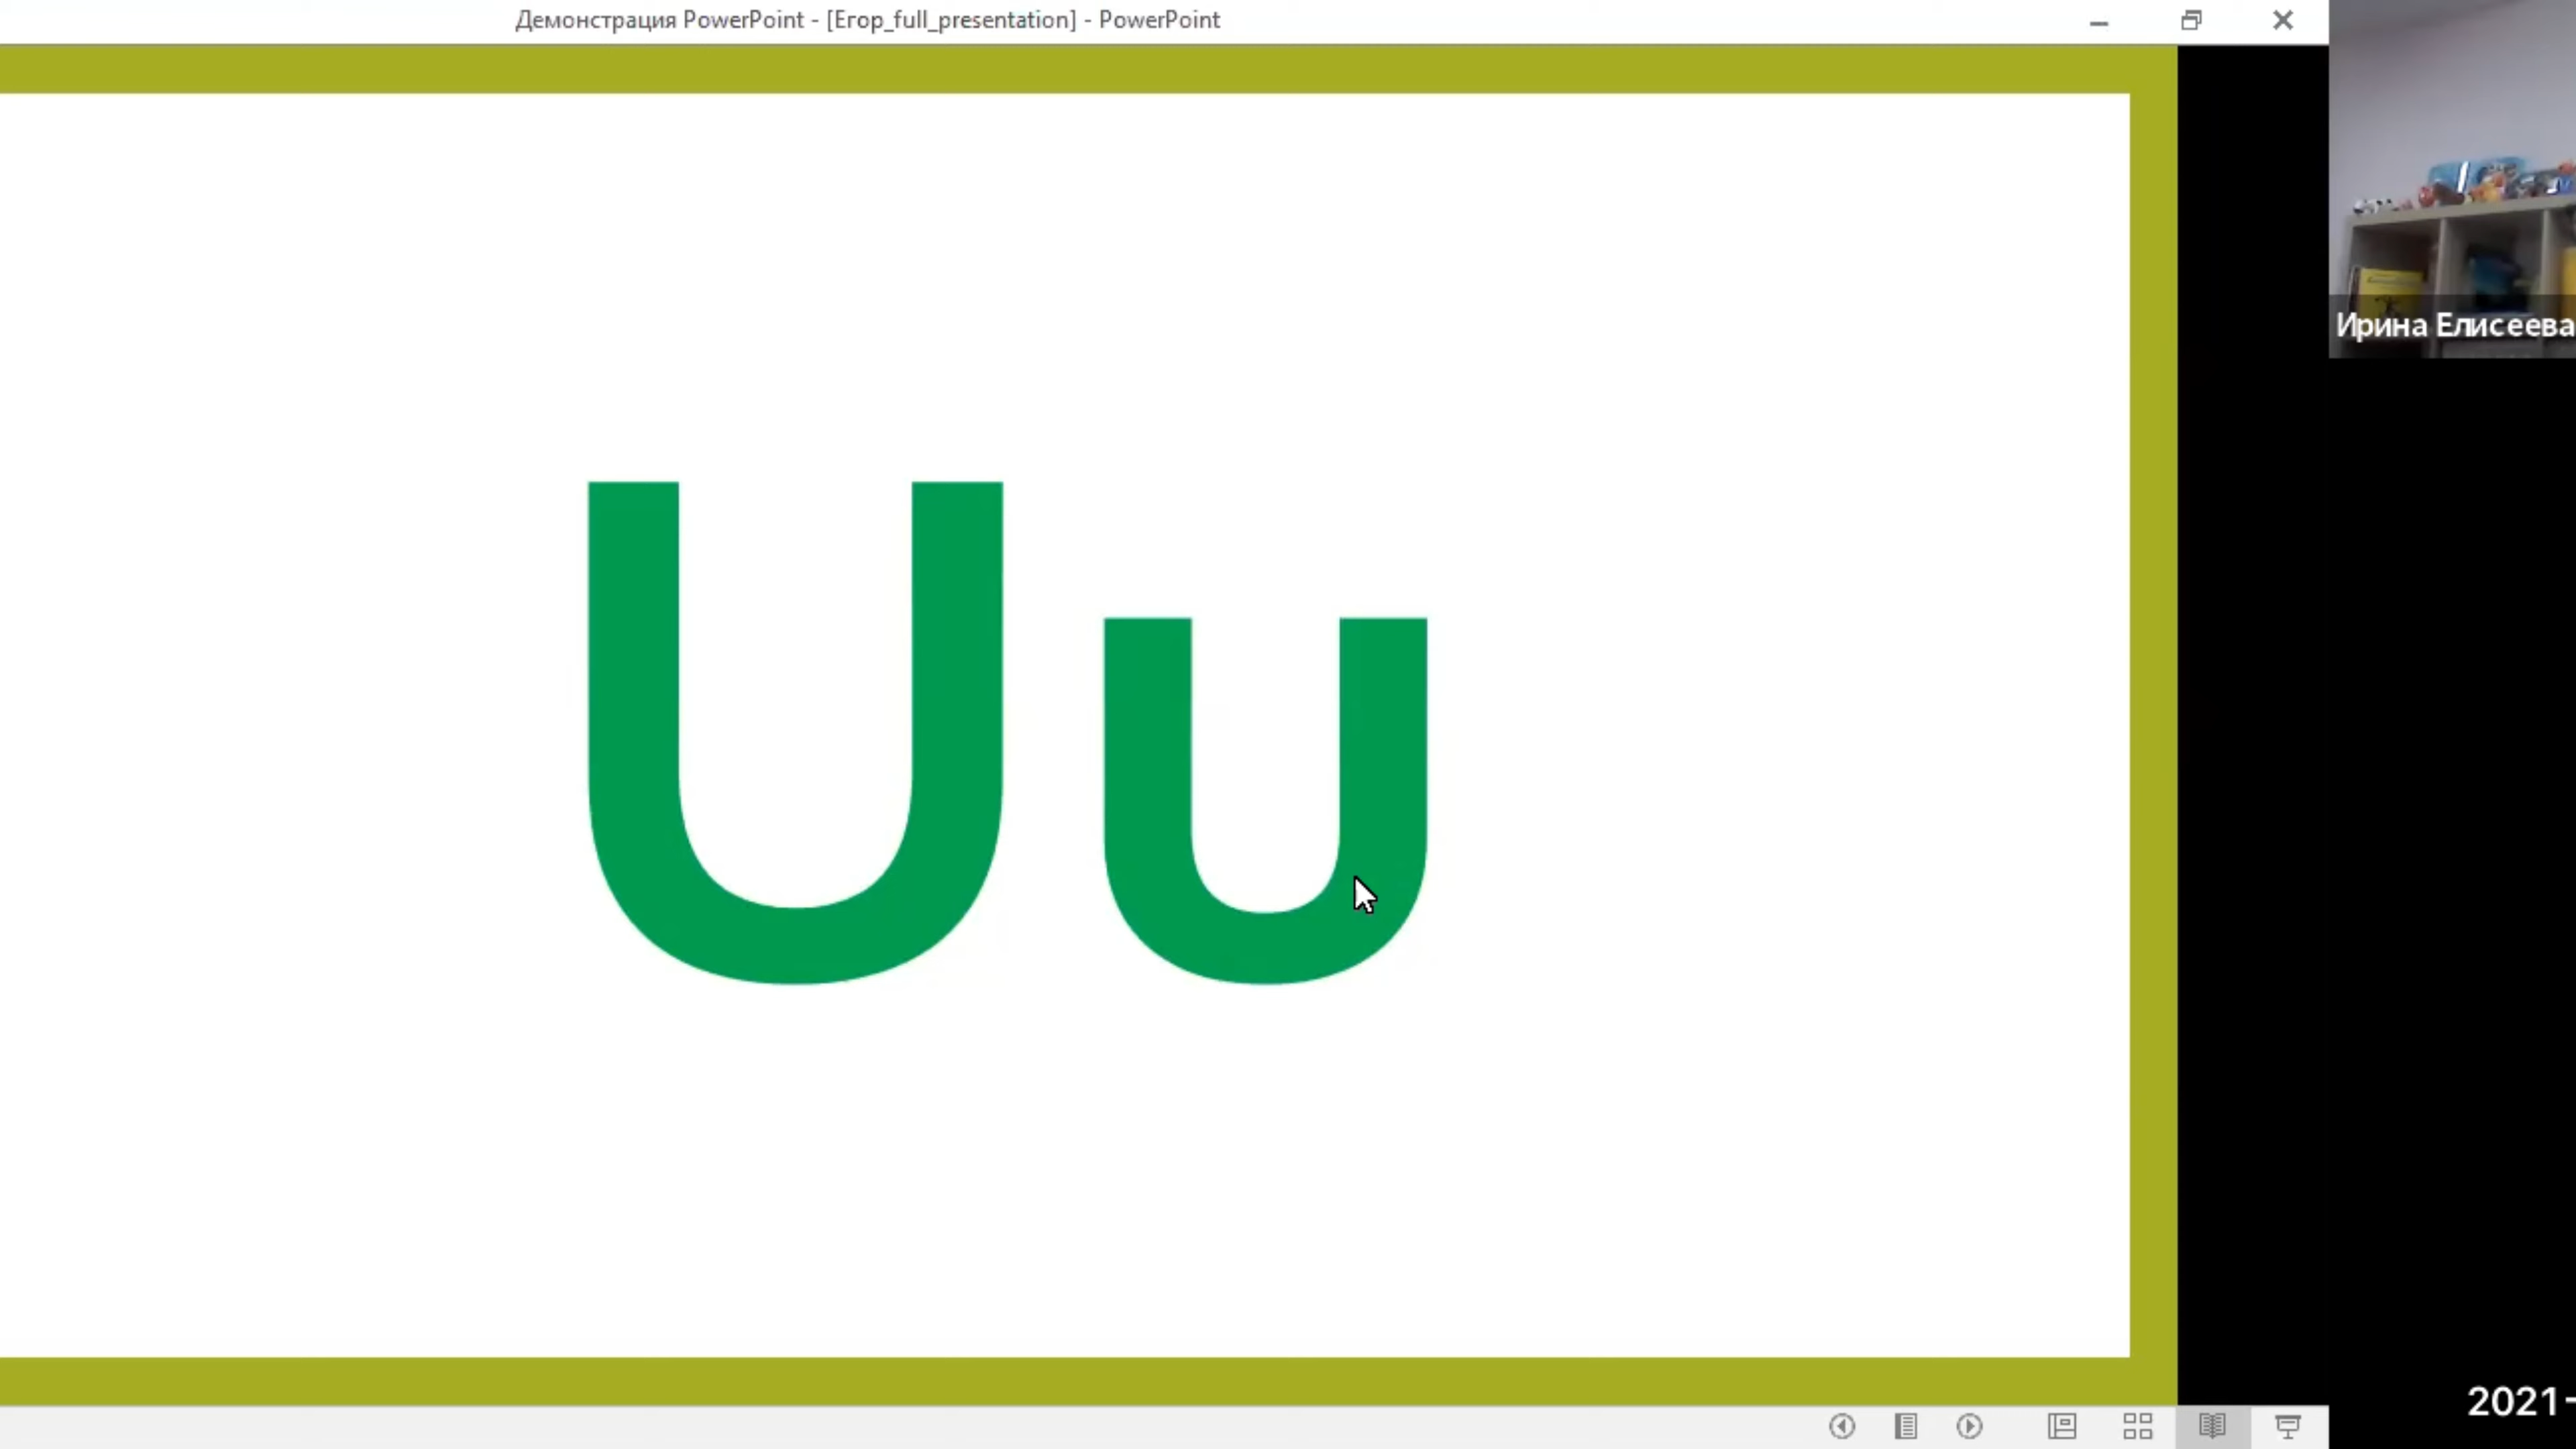 Демонстрация PowerPoint - [Егор_full_presentation] - PowerPoint
Uu
Ирина Елисеева
2021-